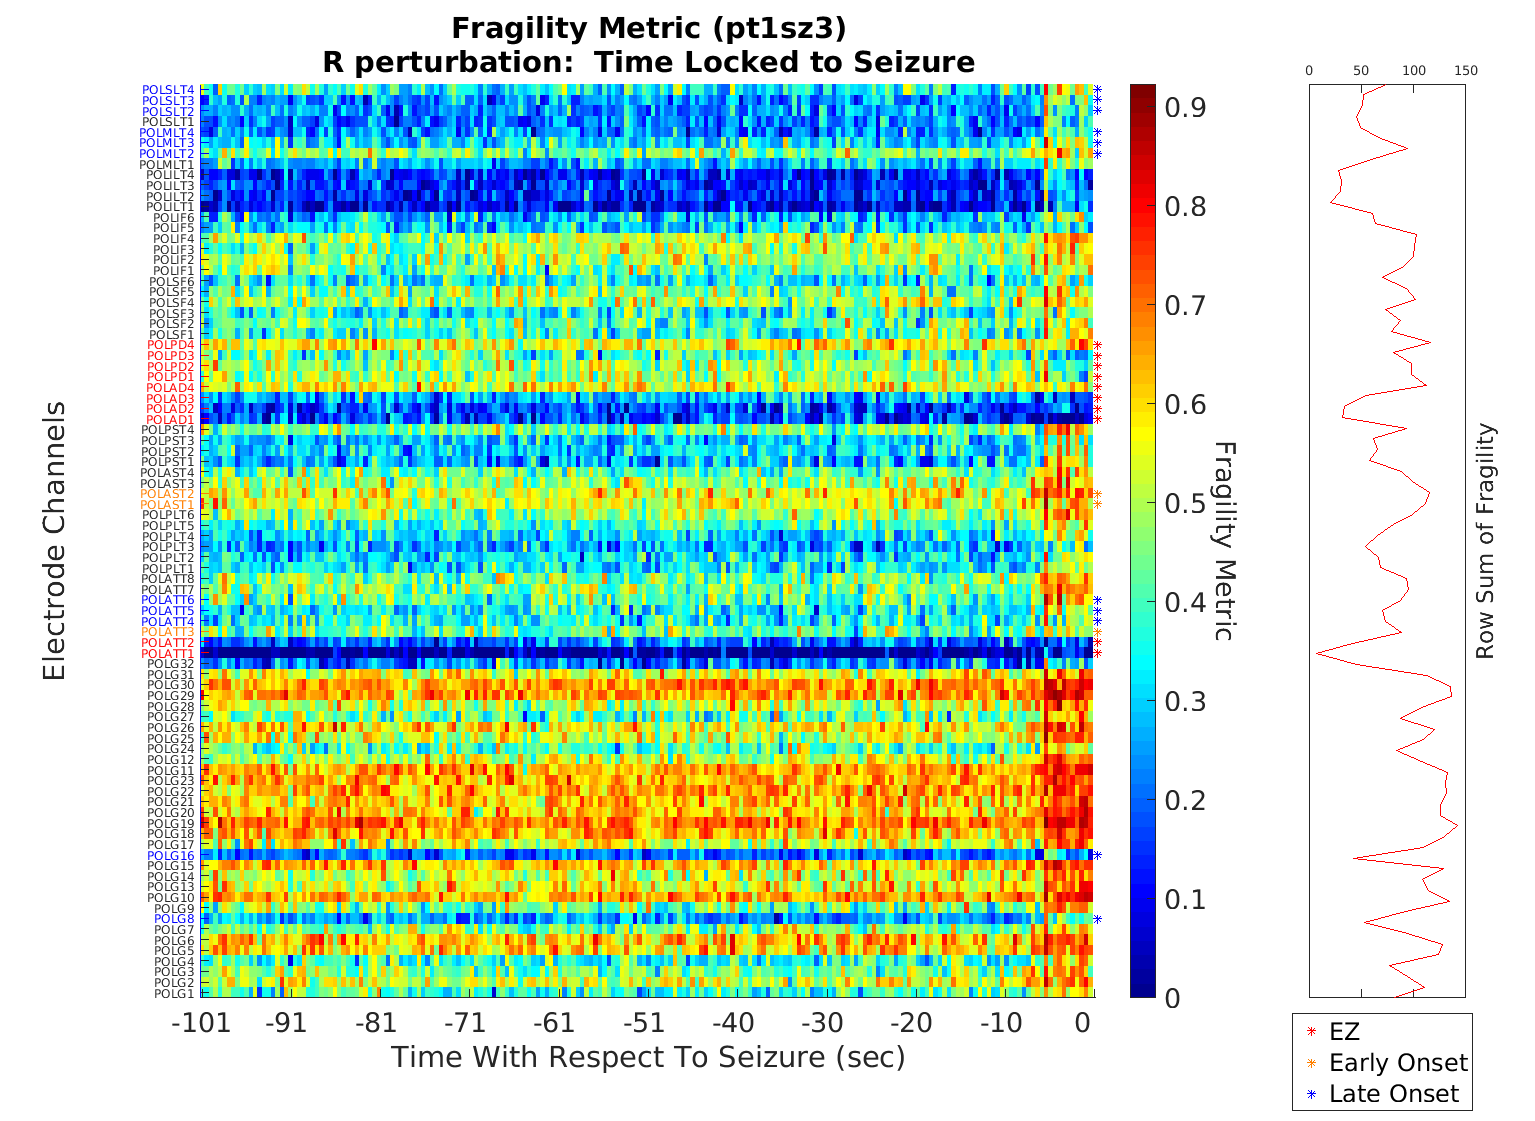 Fragility Metric (pt1sz3)
R perturbation: Time Locked to Seizure
0 50 100 150
POLSLT4
POLSLT3
POLSLT2
POLSLT1
POLMLT4
POLMLT3
POLMLT2
POLMLT1
POLILT4
POLILT3
POLILT2
POLILT1
POLIF6
POLIF5
POLIF4
POLIF3
POLIF2
POLIF1
POLSF6
POLSF5
POLSF4
POLSF3
POLSF2
POLSF1
POLPD4
POLPD3
POLPD2
POLPD1
POLAD4
POLAD3
POLAD2
POLAD1
POLPST4
POLPST3
POLPST2
POLPST1
POLAST4
POLAST3
POLAST2
POLAST1
POLPLT6
POLPLT5
POLPLT4
POLPLT3
POLPLT2
POLPLT1
POLATT8
POLATT7
POLATT6
POLATT5
POLATT4
POLATT3
POLATT2
POLATT1
POLG32
POLG31
POLG30
POLG29
POLG28
POLG27
POLG26
POLG25
POLG24
POLG12
POLG11
POLG23
POLG22
POLG21
POLG20
POLG19
POLG18
POLG17
POLG16
POLG15
POLG14
POLG13
POLG10
POLG9
POLG8
POLG7
POLG6
POLG5
POLG4
POLG3
POLG2
POLG1
Electrode Channels
-101 -91 -81 -71 -61 -51 -40 -30 -20 -10 0
Time With Respect To Seizure (sec)
0.9
0.8
0.7
0.6
0.5
0.4
0.3
0.2
0.1
0
Fragility Metric
Row Sum of Fragility
EZ
Early Onset
Late Onset